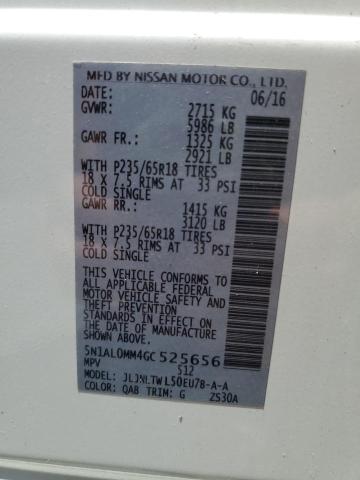 MFD BY NISSAN MOTOR CO., LTD.
DATE: 06/16
GVWR: 2715 KG
5986 LB
GAWR FR.: 1325 KG
2921 LB
WITH P235/65R18 TIRES
18 X 7.5 RIMS AT 33 PSI
COLD SINGLE
GAWR RR.: 1415 KG
3120 LB
WITH P235/65R18 TIRES
18 X 7.5 RIMS AT 33 PSI
COLD SINGLE
THIS VEHICLE CONFORMS TO
ALL APPLICABLE FEDERAL
MOTOR VEHICLE SAFETY AND
THEFT PREVENTION
STANDARDS IN EFFECT ON
THE DATE OF MANUFACTURE
SHOWN ABOVE.
5N1AL0MM4GC525656
MPV S12
MODEL: JLJNLTWL50EU78-A-A
COLOR: QAB TRIM: G ZS30A